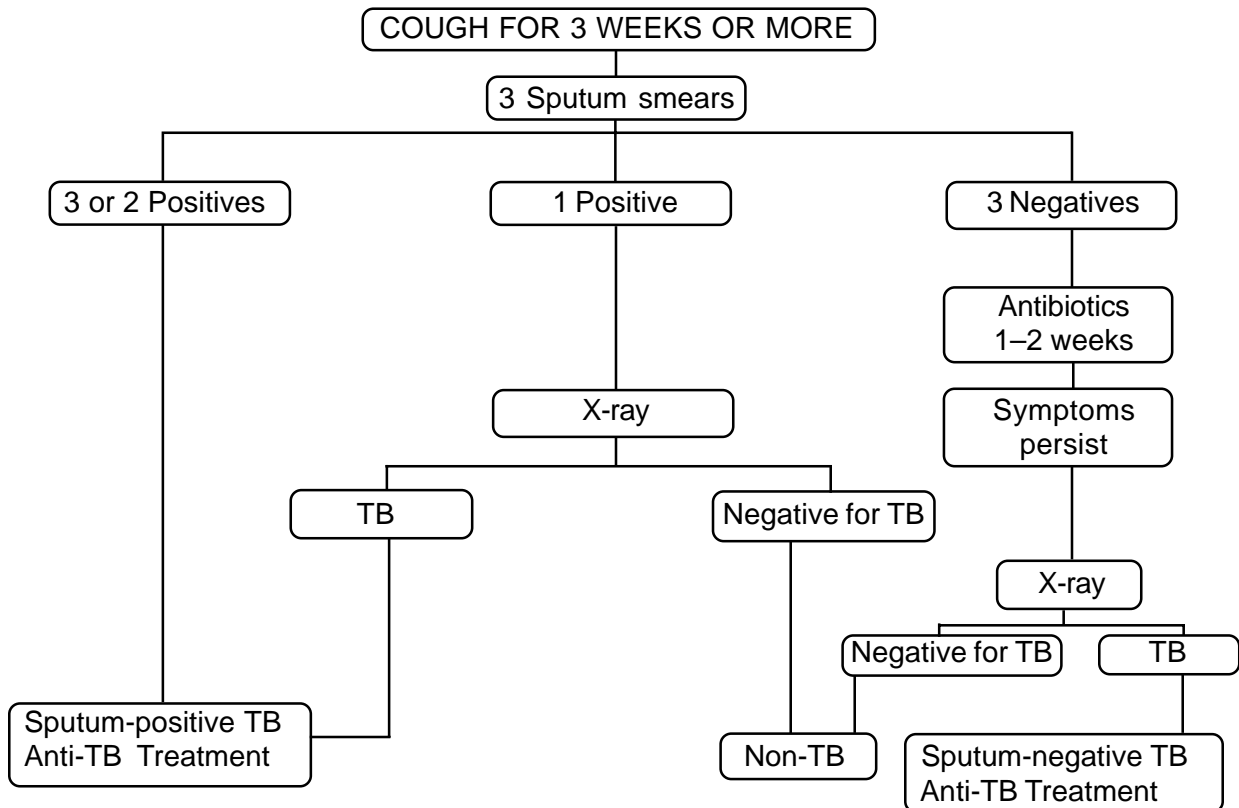 COUGH FOR 3 WEEKS OR MORE
3 Sputum smears
3 or 2 Positives
1 Positive
3 Negatives
Antibiotics
1–2 weeks
X-ray
Symptoms
persist
TB
Negative for TB
X-ray
Negative for TB
TB
Sputum-positive TB
Anti-TB Treatment
Non-TB
Sputum-negative TB
Anti-TB Treatment